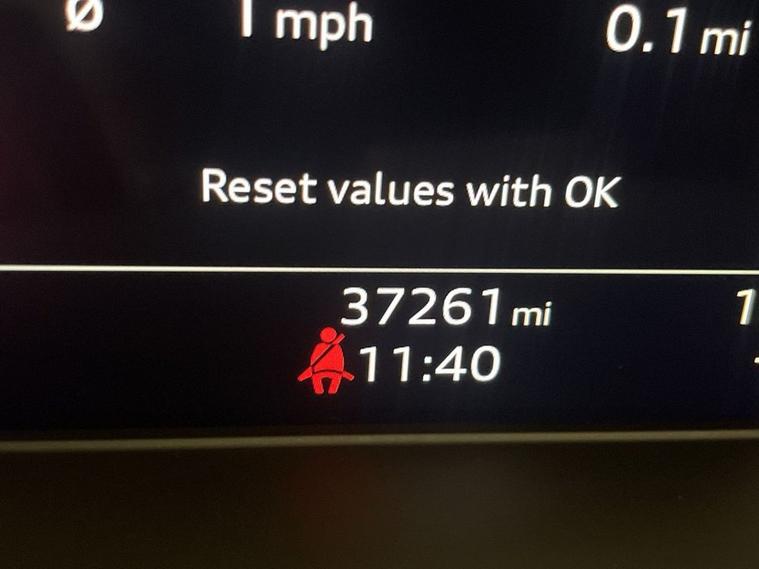 Ø 1 mph 0.1 mi
Reset values with OK
37261 mi
11:40